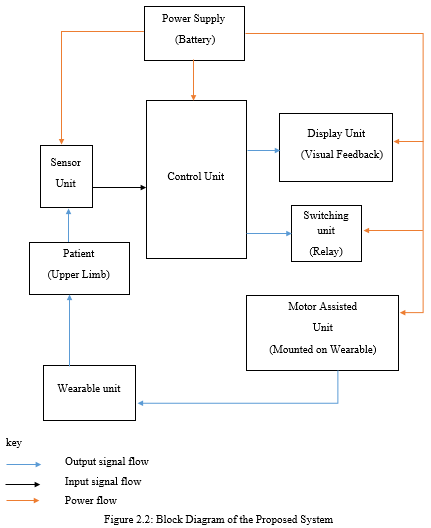 Power Supply
(Battery)
Sensor
Unit
Control Unit
Display Unit
(Visual Feedback)
Switching
unit
(Relay)
Patient
(Upper Limb)
Motor Assisted
Unit
(Mounted on Wearable)
Wearable unit
key
Output signal flow
Input signal flow
Power flow
Figure 2.2: Block Diagram of the Proposed System